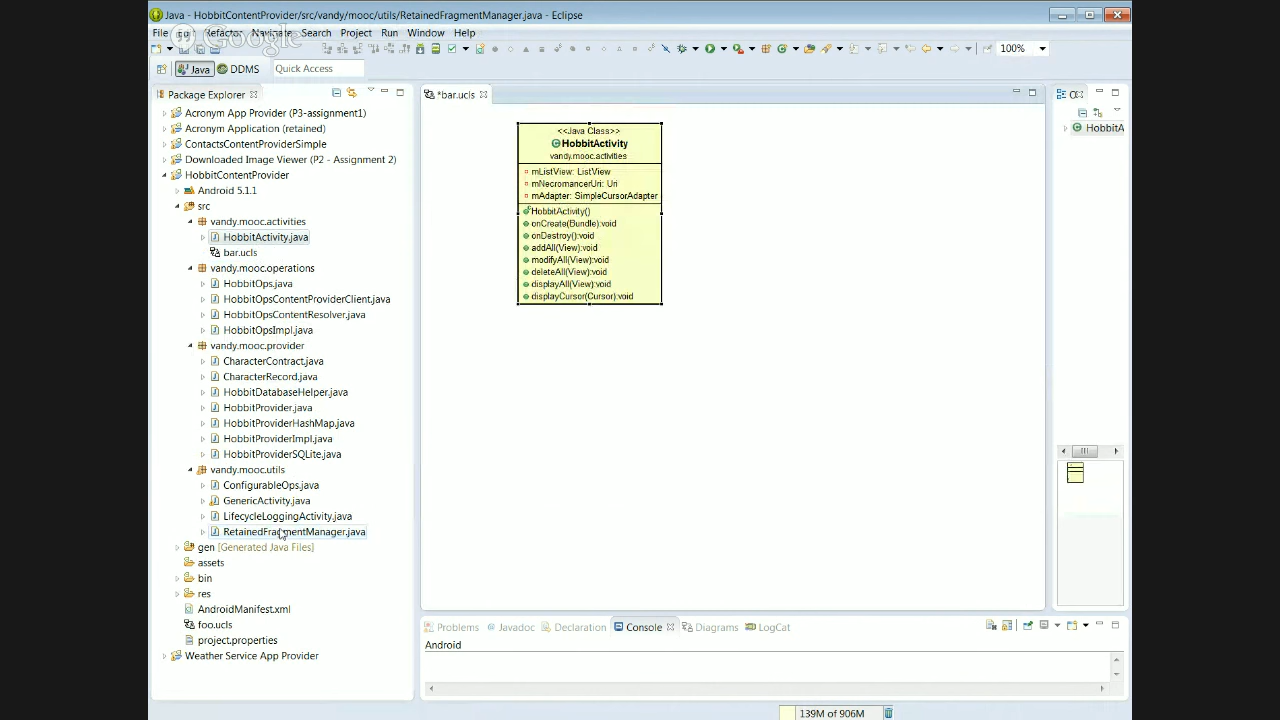 Java - HobbitContentProvider/src/vandy/mooc/utils/RetainedFragmentManager.java - Eclipse
File Edit Refactor Navigate Search Project Run Window Help
Google
100%
Java DDMS Quick Access
Package Explorer
Acronym App Provider (P3-assignment1)
Acronym Application (retained)
ContactsContentProviderSimple
Downloaded Image Viewer (P2 - Assignment 2)
HobbitContentProvider
Android 5.1.1
src
vandy.mooc.activities
HobbitActivity.java
bar.ucls
vandy.mooc.operations
HobbitOps.java
HobbitOpsContentProviderClient.java
HobbitOpsContentResolver.java
HobbitOpsImpl.java
vandy.mooc.provider
CharacterContract.java
CharacterRecord.java
HobbitDatabaseHelper.java
HobbitProvider.java
HobbitProviderHashMap.java
HobbitProviderImpl.java
HobbitProviderSQLite.java
vandy.mooc.utils
ConfigurableOps.java
GenericActivity.java
LifecycleLoggingActivity.java
RetainedFragmentManager.java
gen [Generated Java Files]
assets
bin
res
AndroidManifest.xml
foo.ucls
project.properties
Weather Service App Provider
*bar.ucls
<<Java Class>>
HobbitActivity
vandy.mooc.activities
mListView: ListView
mNecromancerUri: Uri
mAdapter: SimpleCursorAdapter
HobbitActivity()
onCreate(Bundle):void
onDestroy():void
addAll(View):void
modifyAll(View):void
deleteAll(View):void
displayAll(View):void
displayCursor(Cursor):void
HobbitA
Problems Javadoc Declaration Console Diagrams LogCat
Android
139M of 906M